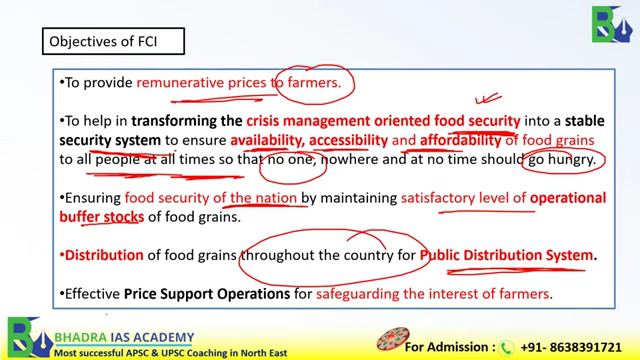 Objectives of FCI
•To provide remunerative prices to farmers.
•To help in transforming the crisis management oriented food security into a stable
security system to ensure availability, accessibility and affordability of food grains
to all people at all times so that no one, nowhere and at no time should go hungry.
•Ensuring food security of the nation by maintaining satisfactory level of operational
buffer stocks of food grains.
•Distribution of food grains throughout the country for Public Distribution System.
•Effective Price Support Operations for safeguarding the interest of farmers.
BHADRA IAS ACADEMY
Most successful APSC & UPSC Coaching in North East
For Admission : +91- 8638391721